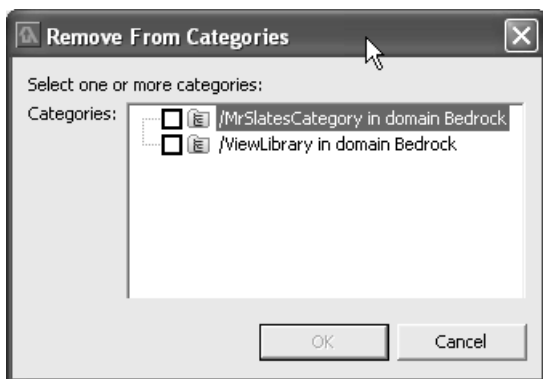 Remove From Categories
Select one or more categories:
Categories:
/MrSlatesCategory in domain Bedrock
/ViewLibrary in domain Bedrock
OK
Cancel